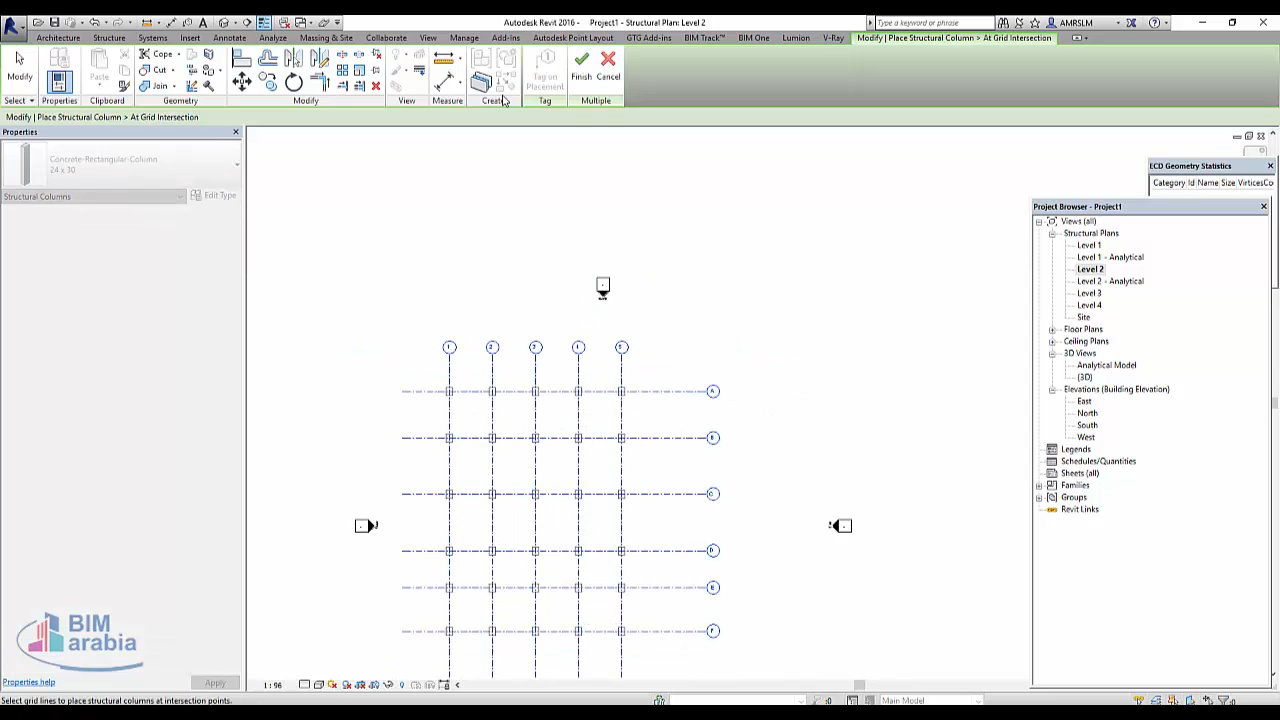 Autodesk Revit 2016 - Project1 - Structural Plan: Level 2
Type a keyword or phrase
AMRSLM
Architecture Structure Systems Insert Annotate Analyze Massing & Site Collaborate View Manage Add-Ins Autodesk Point Layout GTG Add-ins BIM Track™ BIM One Lumion V-Ray Modify | Place Structural Column > At Grid Intersection
Modify
Paste
Cope
Cut
Join
Tag on
Placement
Finish
Cancel
Select Properties Clipboard Geometry Modify View Measure Create Tag Multiple
Modify | Place Structural Column > At Grid Intersection
Properties
Concrete-Rectangular-Column
24 x 30
Structural Columns
Edit Type
ECD Geometry Statistics
Category Id Name Size VirticesCo
Project Browser - Project1
Views (all)
Structural Plans
Level 1
Level 1 - Analytical
Level 2
Level 2 - Analytical
Level 3
Level 4
Site
Floor Plans
Ceiling Plans
3D Views
Analytical Model
{3D}
Elevations (Building Elevation)
East
North
South
West
Legends
Schedules/Quantities
Sheets (all)
Families
Groups
Revit Links
1 2 3
A
C
D
F
BIM
arabia
Properties help
Apply
1 : 96
Select grid lines to place structural columns at intersection points.
:0
Main Model
:0